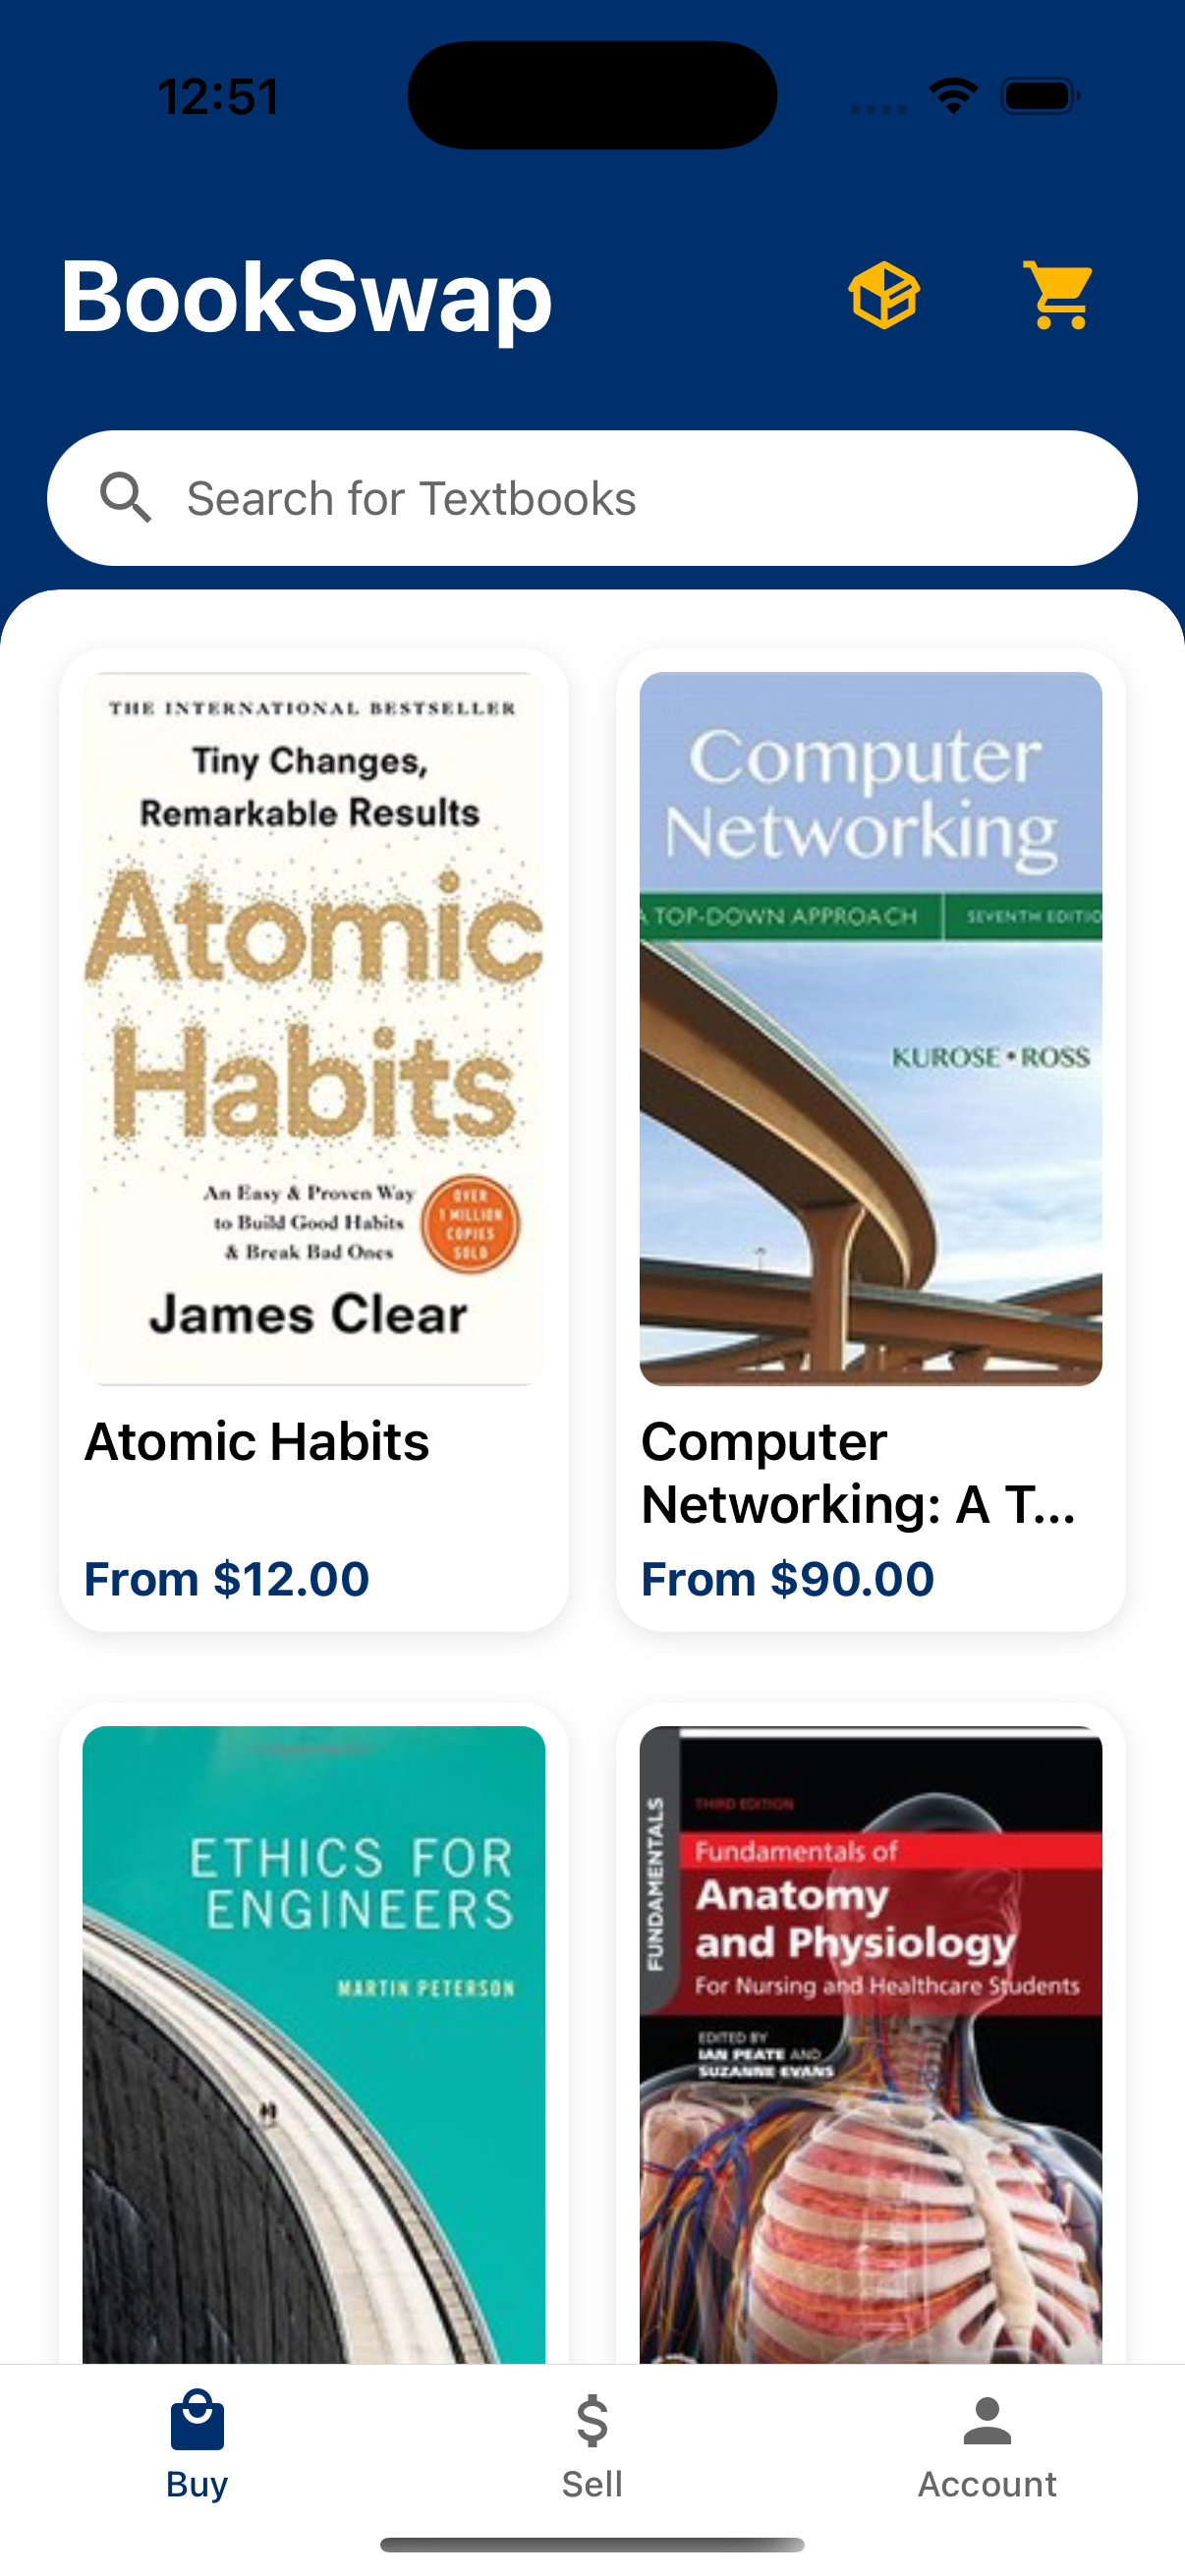 12:51
BookSwap
Search for Textbooks
THE INTERNATIONAL BESTSELLER
Tiny Changes,
Remarkable Results
Atomic
Habits
An Easy & Proven Way
to Build Good Habits
& Break Bad Ones
OVER
1 MILLION
COPIES
SOLD
James Clear
Atomic Habits
From $12.00
Computer
Networking
A TOP-DOWN APPROACH SEVENTH EDITIO
KUROSE • ROSS
Computer
Networking: A T...
From $90.00
ETHICS FOR
ENGINEERS
MARTIN PETERSON
FUNDAMENTALS
THIRD EDITION
Fundamentals of
Anatomy
and Physiology
For Nursing and Healthcare Students
EDITED BY
IAN PEATE AND
SUZANNE EVANS
Buy
Sell
Account